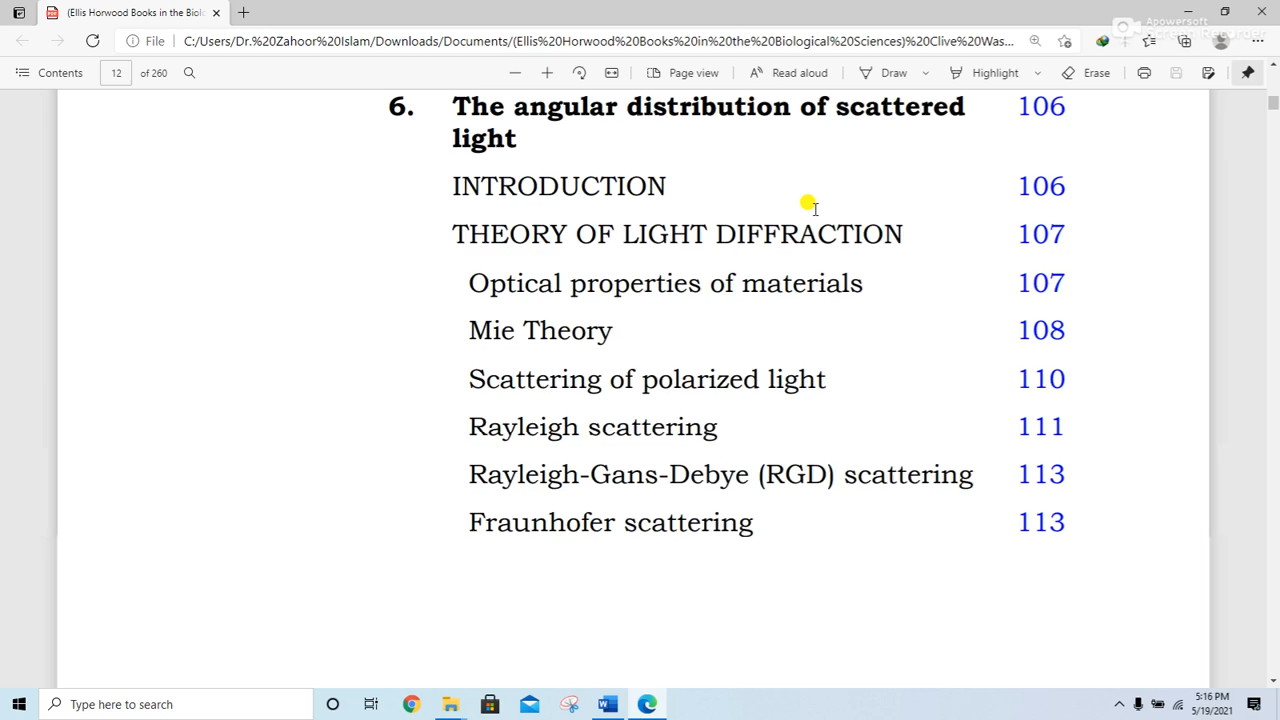 (Ellis Horwood Books in the Biol
Apowersoft
Screen Recorder
File C:/Users/Dr.%20Zahoor%20Islam/Downloads/Documents/(Ellis%20Horwood%20Books%20in%20the%20Biological%20Sciences)%20Clive%20Was...
Contents 12 of 260 Page view Read aloud Draw Highlight Erase
6. The angular distribution of scattered 106
light
INTRODUCTION 106
THEORY OF LIGHT DIFFRACTION 107
Optical properties of materials 107
Mie Theory 108
Scattering of polarized light 110
Rayleigh scattering 111
Rayleigh-Gans-Debye (RGD) scattering 113
Fraunhofer scattering 113
Type here to search
5:16 PM
5/19/2021